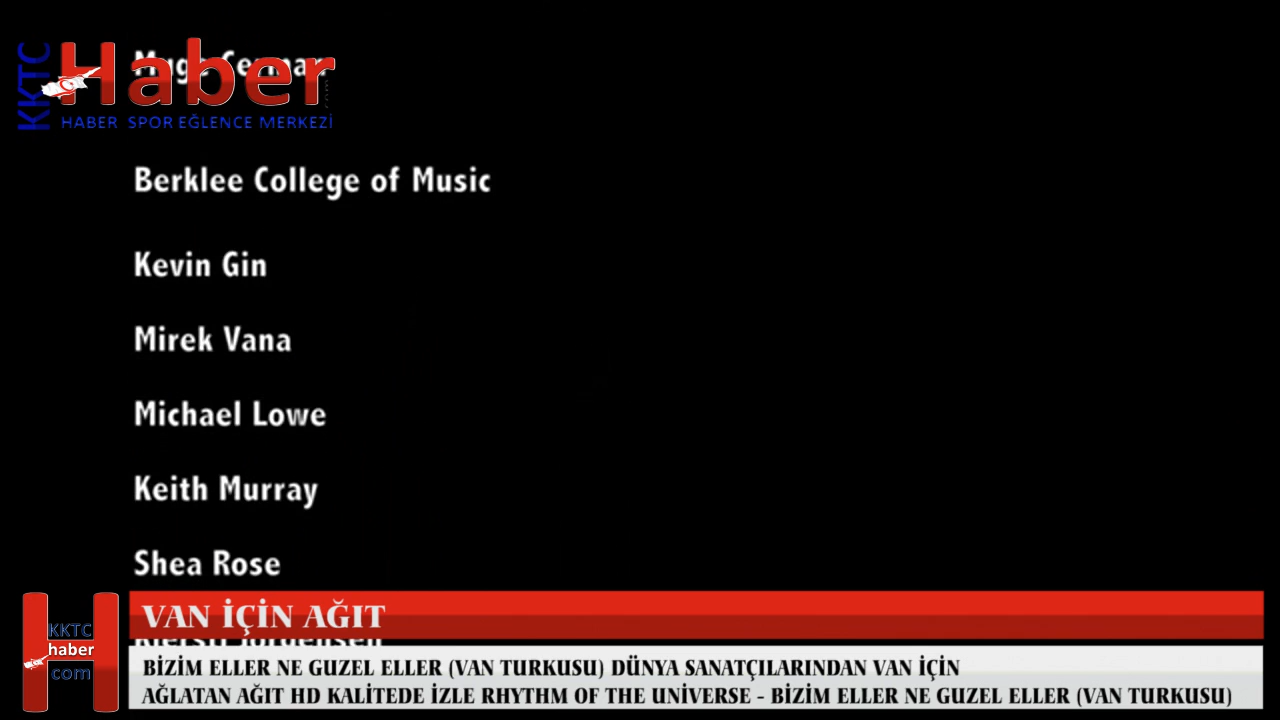 KKTC
Haber
HABER SPOR EĞLENCE MERKEZİ
Berklee College of Music
Kevin Gin
Mirek Vana
Michael Lowe
Keith Murray
Shea Rose
VAN İÇİN AĞIT
KKTC
haber
com
BİZİM ELLER NE GUZEL ELLER (VAN TURKUSU) DÜNYA SANATÇILARINDAN VAN İÇİN
AĞLATAN AĞIT HD KALİTEDE İZLE RHYTHM OF THE UNİVERSE - BİZİM ELLER NE GUZEL ELLER (VAN TURKUSU)